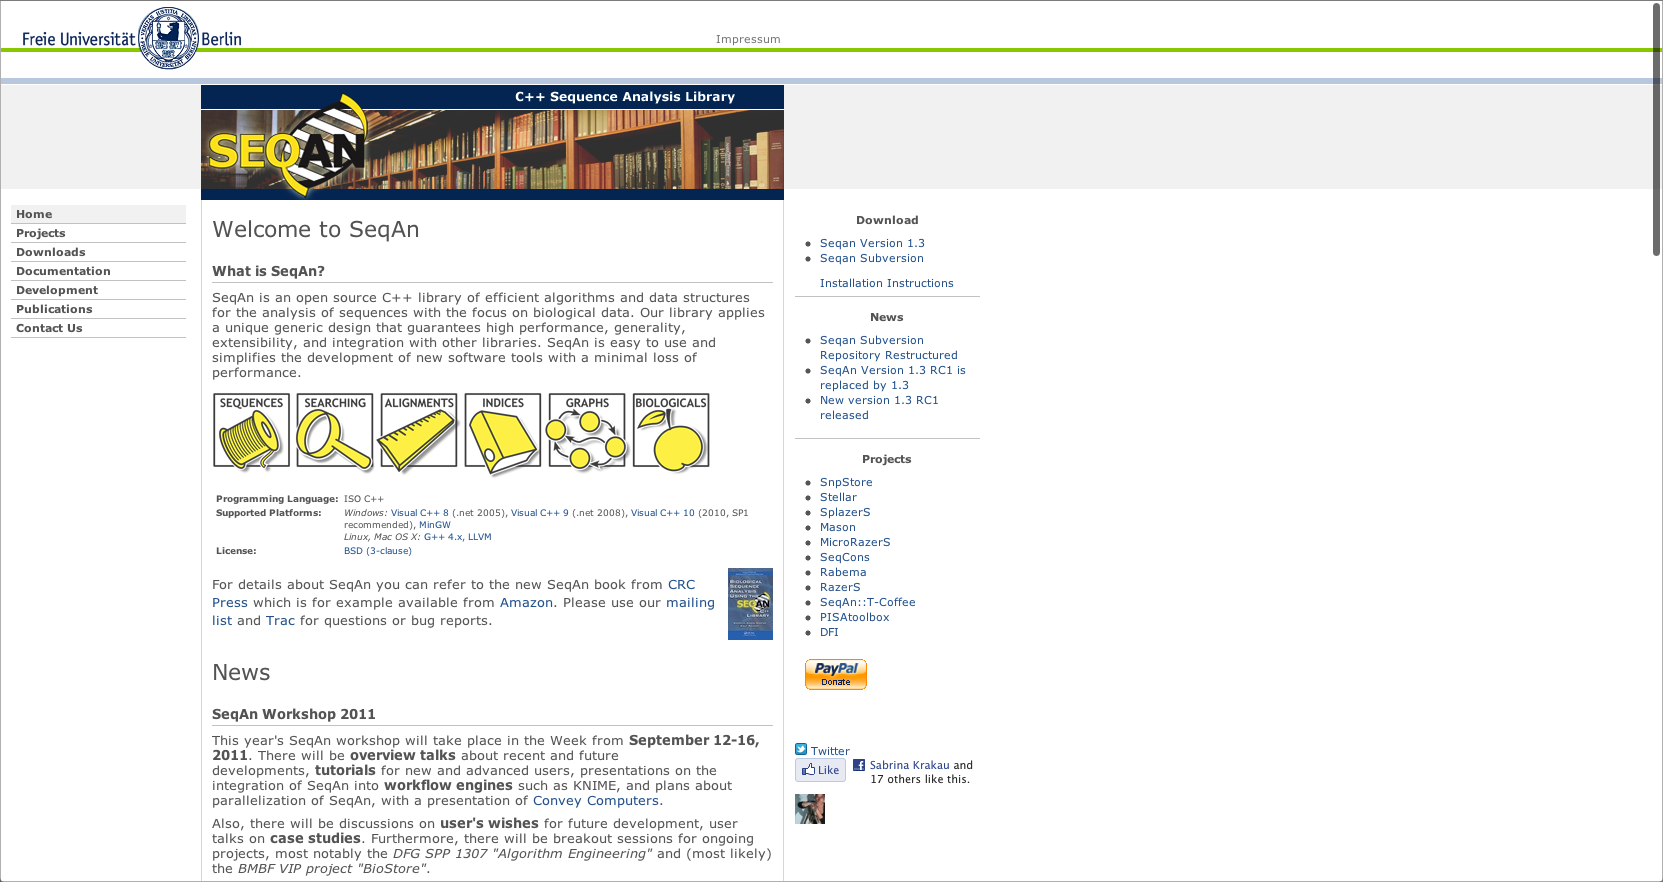 Freie Universität Berlin
Impressum
C++ Sequence Analysis Library
SEQAN
Home
Projects
Downloads
Documentation
Development
Publications
Contact Us
Welcome to SeqAn
What is SeqAn?
SeqAn is an open source C++ library of efficient algorithms and data structures
for the analysis of sequences with the focus on biological data. Our library applies
a unique generic design that guarantees high performance, generality,
extensibility, and integration with other libraries. SeqAn is easy to use and
simplifies the development of new software tools with a minimal loss of
performance.
SEQUENCES SEARCHING ALIGNMENTS INDICES GRAPHS BIOLOGICALS
Programming Language: ISO C++
Supported Platforms: Windows: Visual C++ 8 (.net 2005), Visual C++ 9 (.net 2008), Visual C++ 10 (2010, SP1
recommended), MinGW
Linux, Mac OS X: G++ 4.x, LLVM
License: BSD (3-clause)
For details about SeqAn you can refer to the new SeqAn book from CRC
Press which is for example available from Amazon. Please use our mailing
list and Trac for questions or bug reports.
BIOLOGICAL
SEQUENCE
ANALYSIS
USING THE
SEQAN
C++ LIBRARY
News
SeqAn Workshop 2011
This year's SeqAn workshop will take place in the Week from September 12-16,
2011. There will be overview talks about recent and future
developments, tutorials for new and advanced users, presentations on the
integration of SeqAn into workflow engines such as KNIME, and plans about
parallelization of SeqAn, with a presentation of Convey Computers.
Also, there will be discussions on user's wishes for future development, user
talks on case studies. Furthermore, there will be breakout sessions for ongoing
projects, most notably the DFG SPP 1307 "Algorithm Engineering" and (most likely)
the BMBF VIP project "BioStore".
Download
Seqan Version 1.3
Seqan Subversion
Installation Instructions
News
Seqan Subversion
Repository Restructured
SeqAn Version 1.3 RC1 is
replaced by 1.3
New version 1.3 RC1
released
Projects
SnpStore
Stellar
SplazerS
Mason
MicroRazerS
SeqCons
Rabema
RazerS
SeqAn::T-Coffee
PISAtoolbox
DFI
PayPal
Donate
Twitter
Like
Sabrina Krakau and
17 others like this.